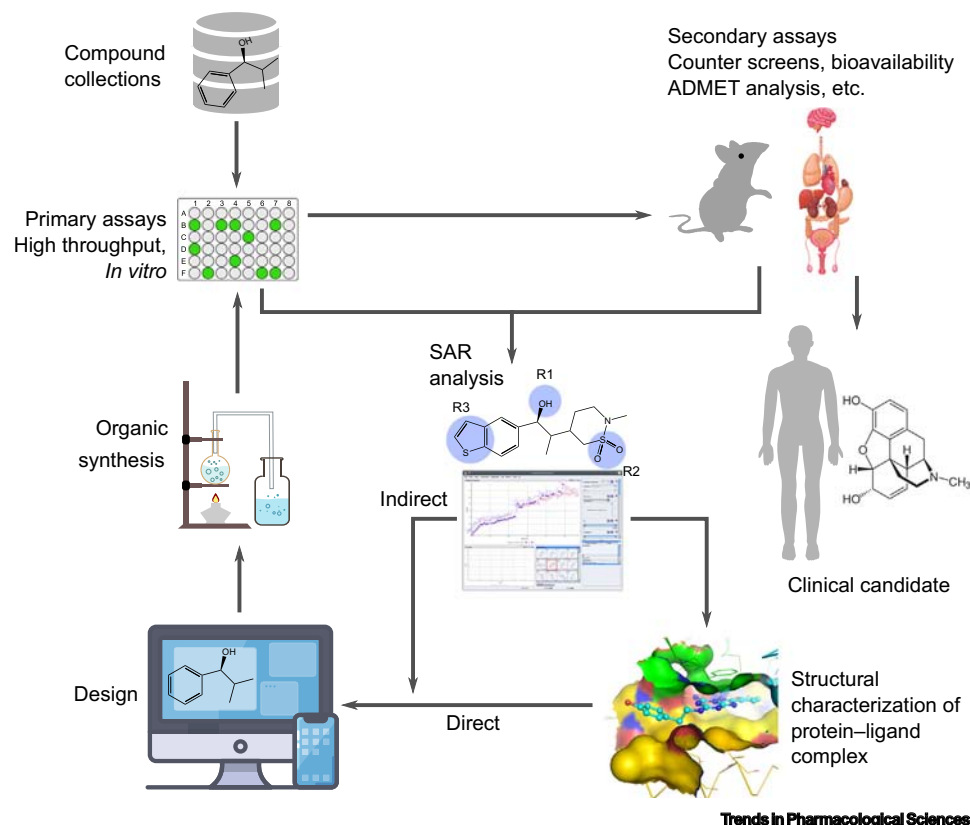 Compound
collections
OH
Secondary assays
Counter screens, bioavailability
ADMET analysis, etc.
Primary assays
High throughput,
In vitro
1 2 3 4 5 6 7 8
A
B
C
D
E
F
SAR
analysis
R1
OH
R3
S
N
S
O
O
R2
Organic
synthesis
Indirect
HO
O
H
H
N
CH3
HO
Clinical candidate
Design
OH
Direct
Structural
characterization of
protein–ligand
complex
Trends in Pharmacological Sciences